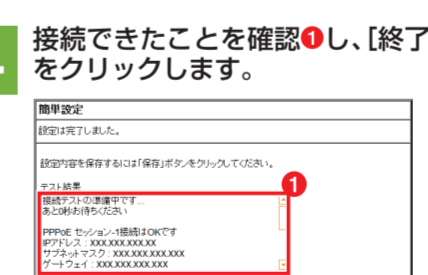 接続できたことを確認❶し、[終了
をクリックします。
簡単設定
設定は完了しました。
設定内容を保存するには「保存」ボタンをクリックしてください。
テスト結果
❶
接続テストの準備中です...
あと0秒お待ちください
PPPoE セッション-1接続はOKです
IPアドレス : XXX.XXX.XXX.XX
サブネットマスク : XXX.XXX.XXX.XXX
ゲートウェイ : XXX.XXX.XXX.XXX